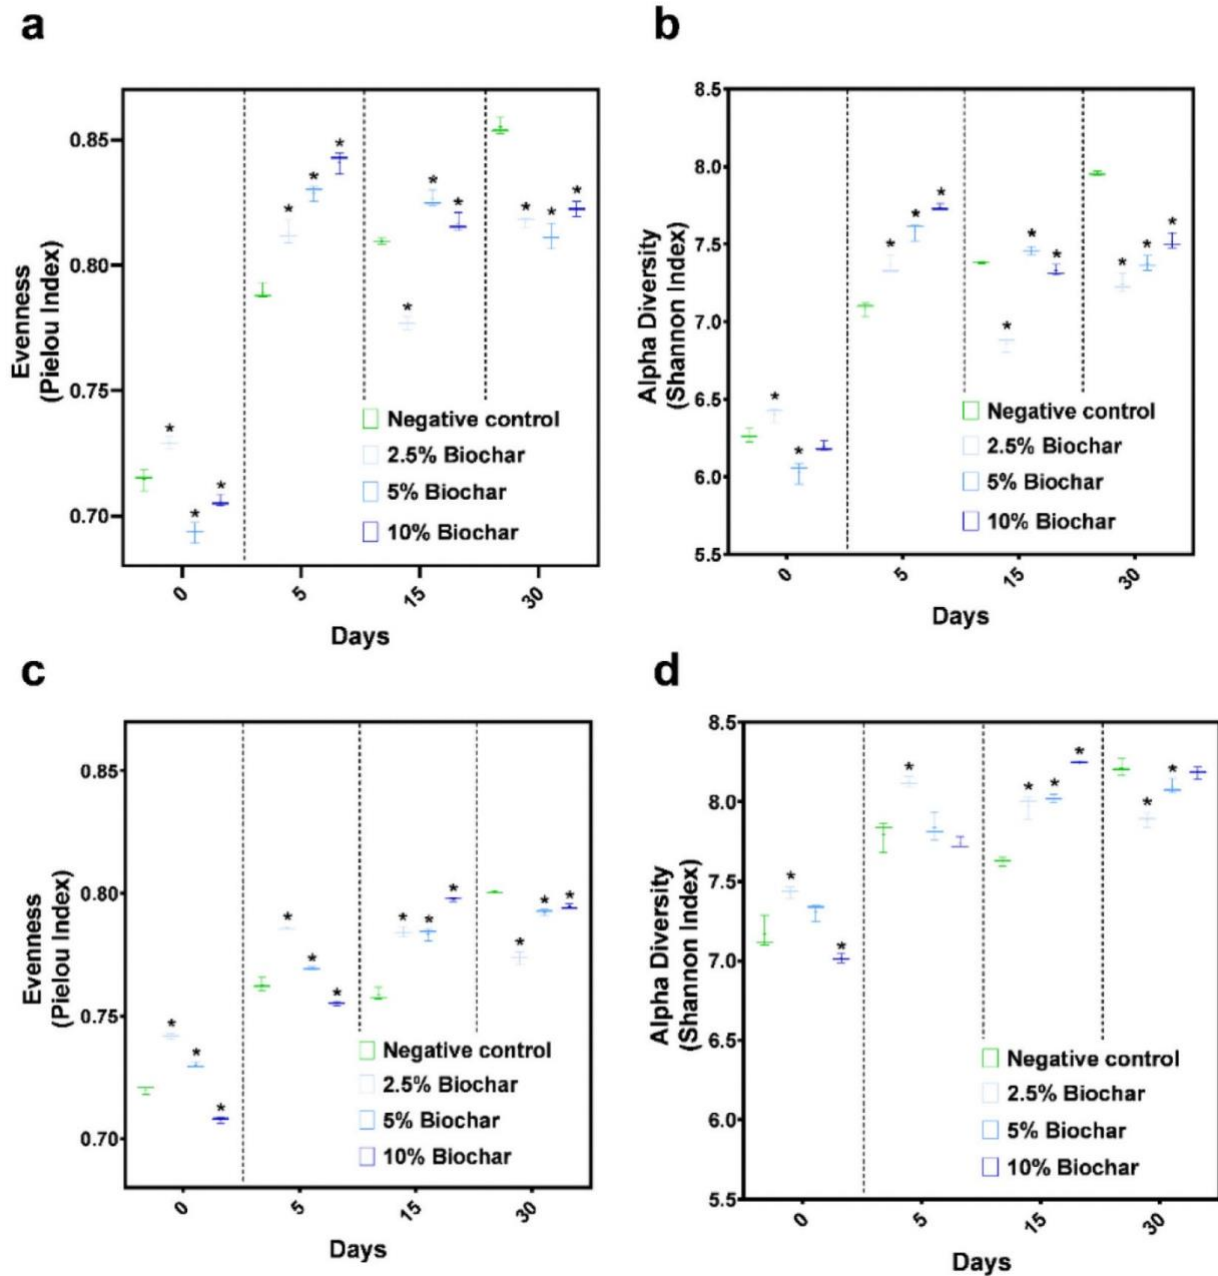 a
0.85
0.80
0.75
0.70
Evenness
(Pielou Index)
* * * * * * * * * * * *
Negative control
2.5% Biochar
5% Biochar
10% Biochar
0 5 15 30
Days
b
8.5
8.0
7.5
7.0
6.5
6.0
5.5
Alpha Diversity
(Shannon Index)
* * * * * * * * * * *
Negative control
2.5% Biochar
5% Biochar
10% Biochar
0 5 15 30
Days
c
0.85
0.80
0.75
0.70
Evenness
(Pielou Index)
* * * * * * * * * * * *
Negative control
2.5% Biochar
5% Biochar
10% Biochar
0 5 15 30
Days
d
8.5
8.0
7.5
7.0
6.5
6.0
5.5
Alpha Diversity
(Shannon Index)
* * * * * * * *
Negative control
2.5% Biochar
5% Biochar
10% Biochar
0 5 15 30
Days